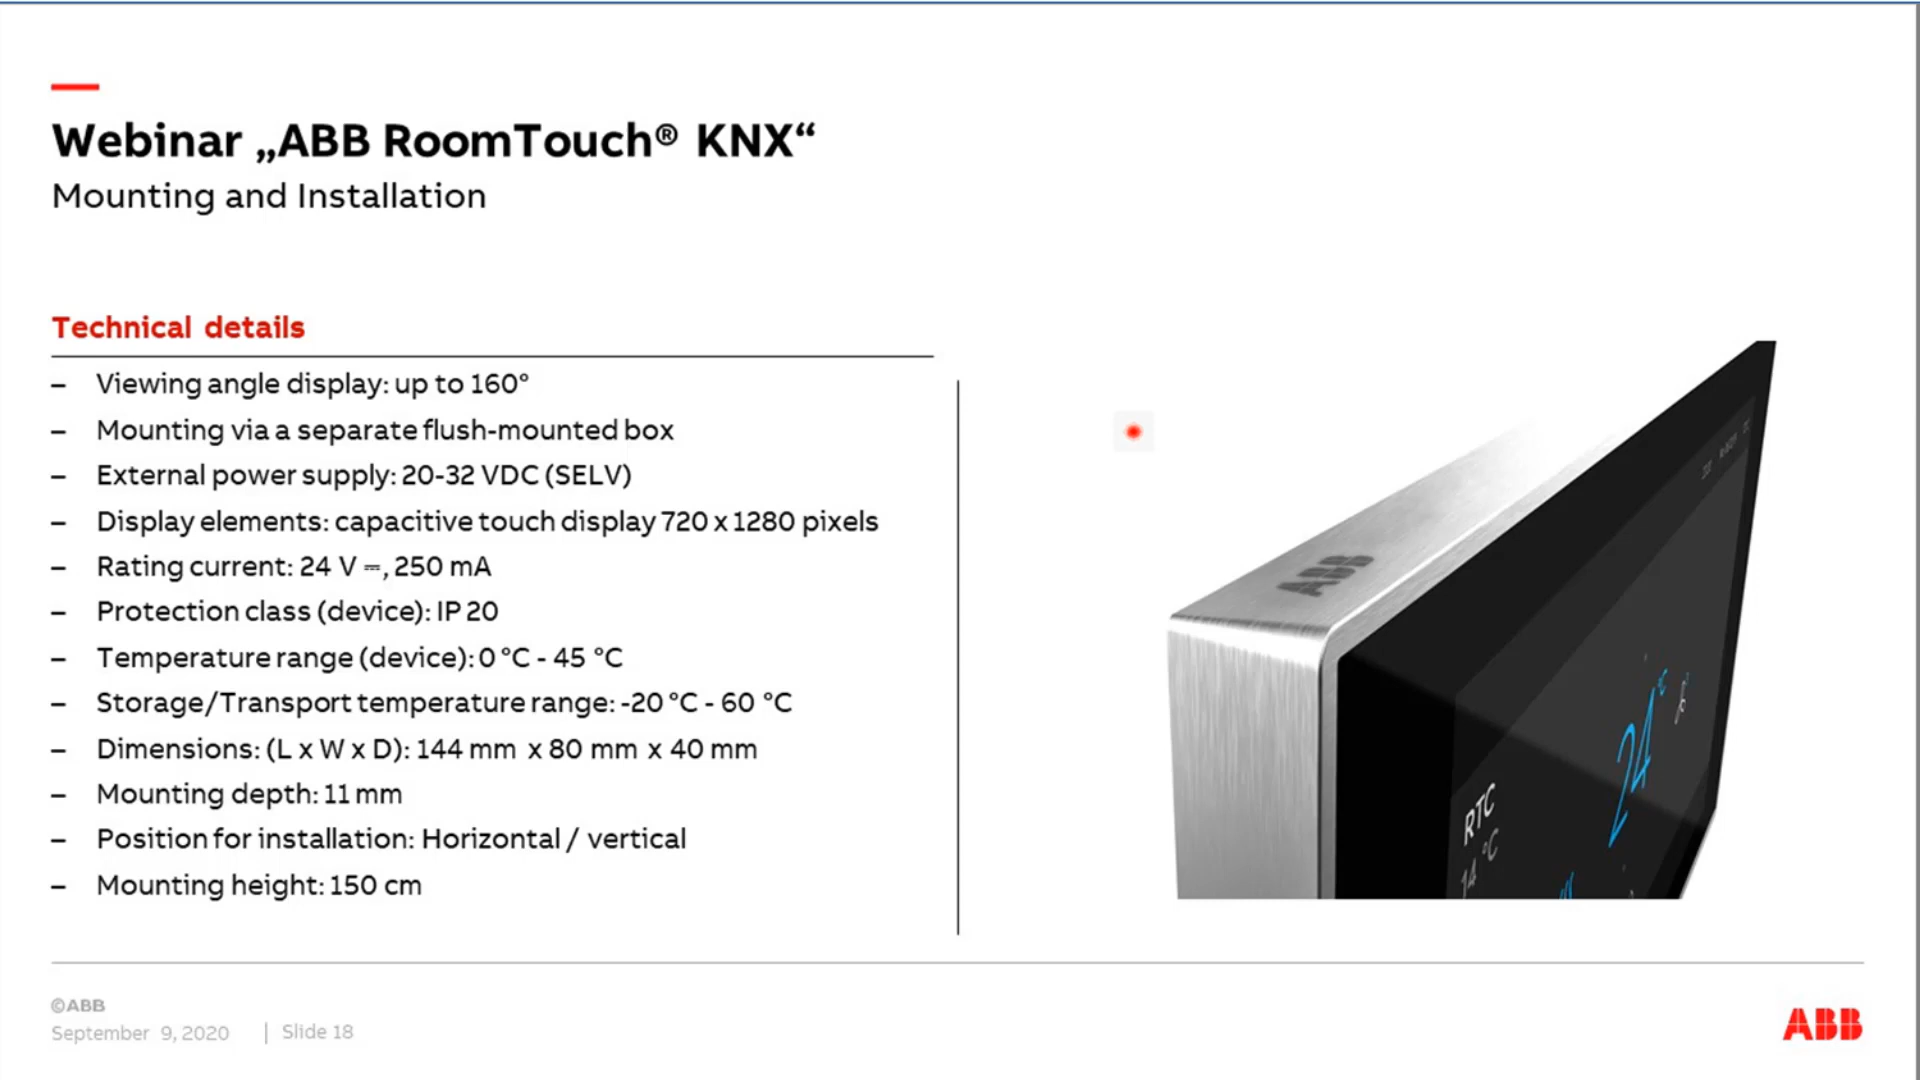 Webinar „ABB RoomTouch® KNX“
Mounting and Installation
Technical details
– Viewing angle display: up to 160°
– Mounting via a separate flush-mounted box
– External power supply: 20-32 VDC (SELV)
– Display elements: capacitive touch display 720 x 1280 pixels
– Rating current: 24 V ⎓, 250 mA
– Protection class (device): IP 20
– Temperature range (device): 0 °C - 45 °C
– Storage/Transport temperature range: -20 °C - 60 °C
– Dimensions: (L x W x D): 144 mm x 80 mm x 40 mm
– Mounting depth: 11 mm
– Position for installation: Horizontal / vertical
– Mounting height: 150 cm
ABB
24 °C
RTC
14 °C
©ABB
September 9, 2020 | Slide 18
ABB